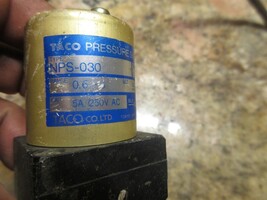 TACO PRESSURE
NPS-030
0.6
5A 250V AC
TACO CO.LTD